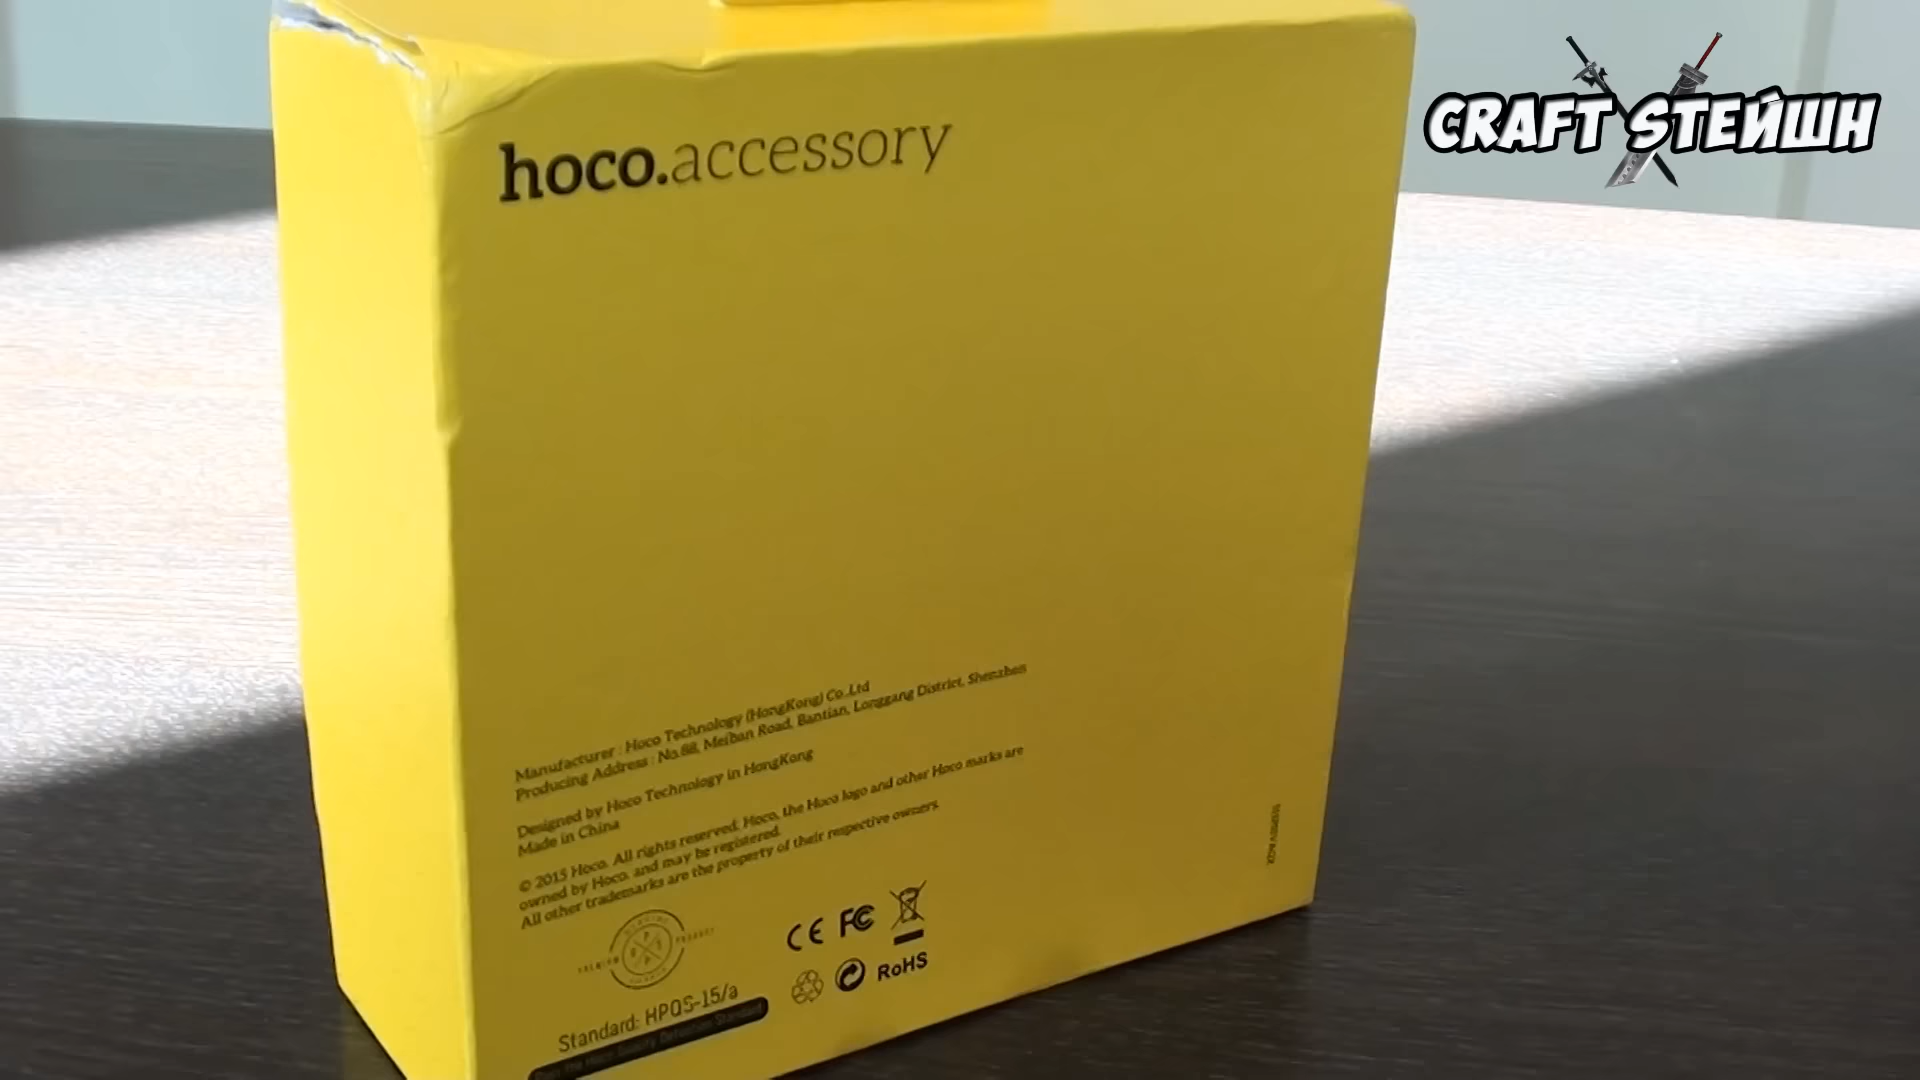 CRAFT STЕЙШН
hoco.accessory
Manufacturer : Hoco Technology (HongKong) Co.,Ltd
Producing Address : No.88, Meiban Road, Bantian, Longgang District, Shenzhen
Designed by Hoco Technology in HongKong
Made in China
© 2015 Hoco. All rights reserved. Hoco, the Hoco logo and other Hoco marks are
owned by Hoco. and may be registered.
All other trademarks are the property of their respective owners.
PREMIUM PRODUCT
CE FC
RoHS
Standard: HPQS-15/a